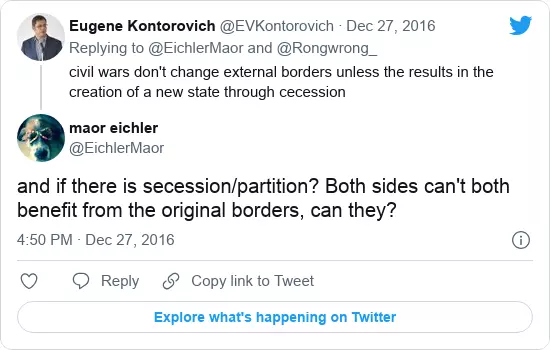 Eugene Kontorovich @EVKontorovich · Dec 27, 2016
Replying to @EichlerMaor and @Rongwrong_
civil wars don't change external borders unless the results in the
creation of a new state through cecession
maor eichler
@EichlerMaor
and if there is secession/partition? Both sides can't both
benefit from the original borders, can they?
4:50 PM · Dec 27, 2016
Reply
Copy link to Tweet
Explore what's happening on Twitter